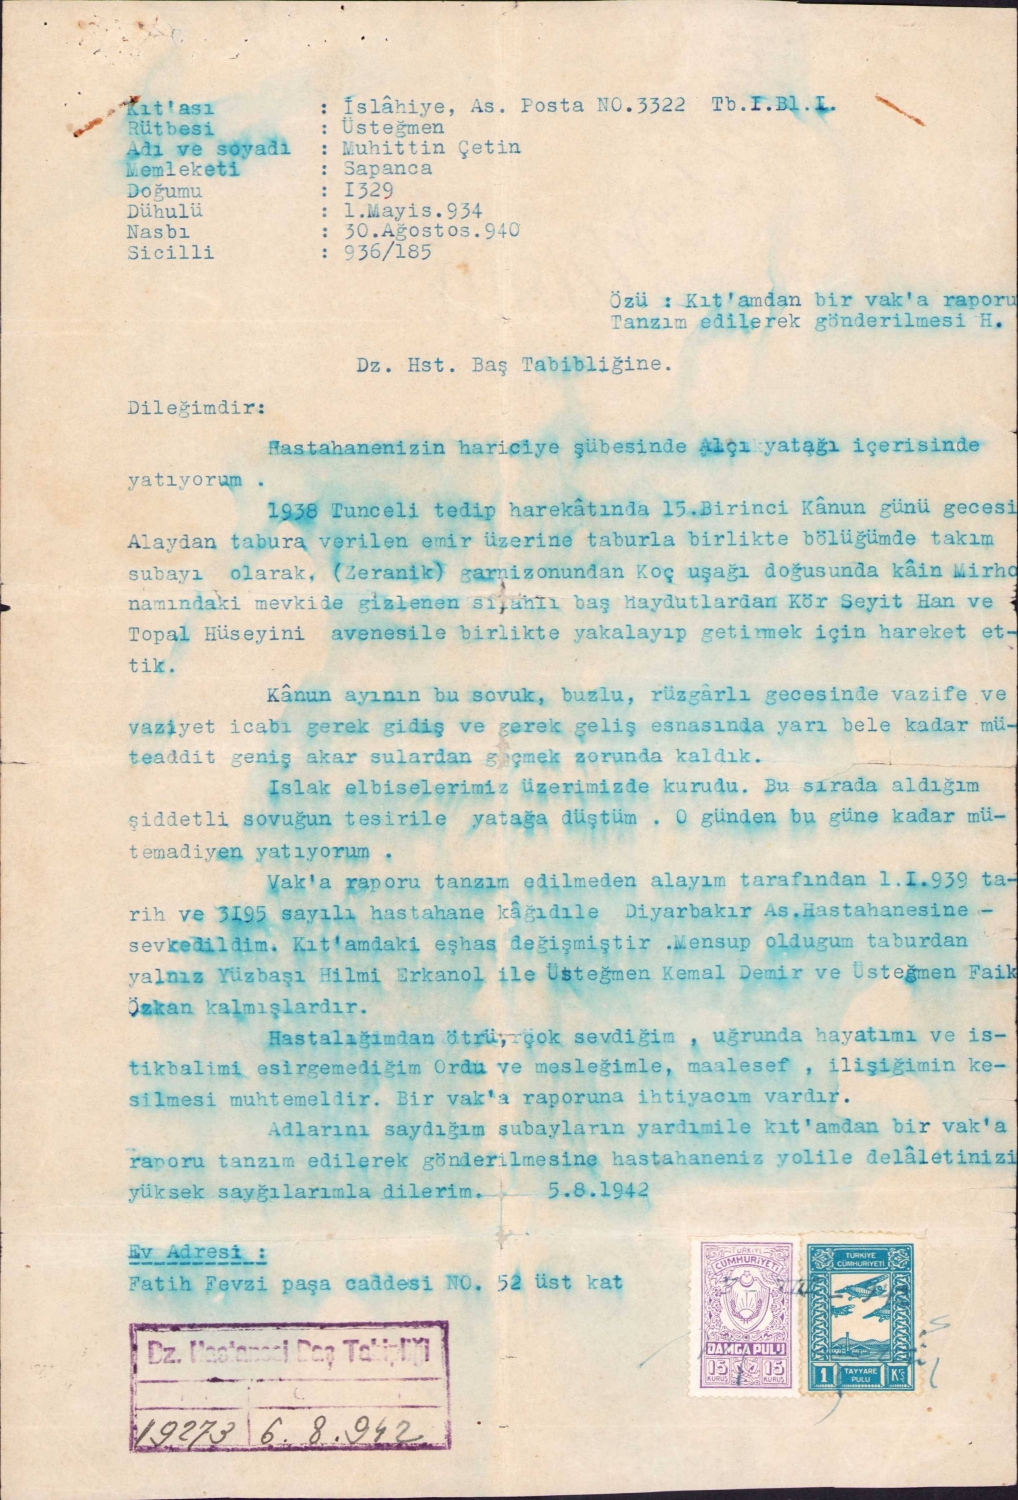 Kıt'ası : İslâhiye, As. Posta NO.3322 Tb.I.Bl.I.
Rütbesi : Üsteğmen
Adı ve soyadı : Muhittin Çetin
Memleketi : Sapanca
Doğumu : I329
Dühulü : 1.Mayis.934
Nasbı : 30.Ağostos.940
Sicilli : 936/185
Özü : Kıt'amdan bir vak'a raporu
Tanzım edilerek gönderilmesi H.
Dz. Hst. Baş Tabibliğine.
Dileğimdir:
Hastahanenizin hariciye şübesinde Alçı yatağı içerisinde
yatıyorum .
1938 Tunceli tedip harekâtında 15.Birinci Kânun günü gecesi
Alaydan tabura verilen emir üzerine taburla birlikte bölüğümde takım
subayı olarak, (Zeranik) garnizonundan Koç uşağı doğusunda kâin Mirho
namındaki mevkide gizlenen silahlı baş haydutlardan Kör Seyit Han ve
Topal Hüseyini avenesile birlikte yakalayıp getirmek için hareket et-
tik.
Kânun ayının bu sovuk, buzlu, rüzgârlı gecesinde vazife ve
vaziyet icabı gerek gidiş ve gerek geliş esnasında yarı bele kadar mü-
teaddit geniş akar sulardan geçmek zorunda kaldık.
Islak elbiselerimiz üzerimizde kurudu. Bu sırada aldığım
şiddetli sovuğun tesirile yatağa düştüm . O günden bu güne kadar mü-
temadiyen yatıyorum .
Vak'a raporu tanzım edilmeden alayım tarafından 1.I.939 ta-
rih ve 3I95 sayılı hastahane kâğıdıle Diyarbakır As.Hastahanesine -
sevkedildim. Kıt'amdaki eşhas değişmiştir .Mensup oldugum taburdan
yalnız Yüzbaşı Hilmi Erkanol ile Üsteğmen Kemal Demir ve Üsteğmen Faik
Özkan kalmışlardır.
Hastalığımdan ötrü, çok sevdiğim , uğrunda hayatımı ve is-
tikbalimi esirgemediğim Ordu ve mesleğimle, maalesef , ilişiğimin ke-
silmesi muhtemeldir. Bir vak'a raporuna ihtiyacım vardır.
Adlarını saydığım subayların yardımile kıt'amdan bir vak'a
raporu tanzım edilerek gönderilmesine hastahaneniz yolile delâletinizi
yüksek sayğılarımla dilerim. 5.8.1942
Ev Adresi :
Fatih Fevzi paşa caddesi NO. 52 üst kat
TÜRKİYE
CÜMHURİYETİ
DAMGA PULU
15 15
KURUŞ KURUŞ
TÜRKİYE
CÜMHURİYETİ
1 TAYYARE PULU KŞ
Dz. Hastanesi Baş Tabipliği
19273 6.8.942